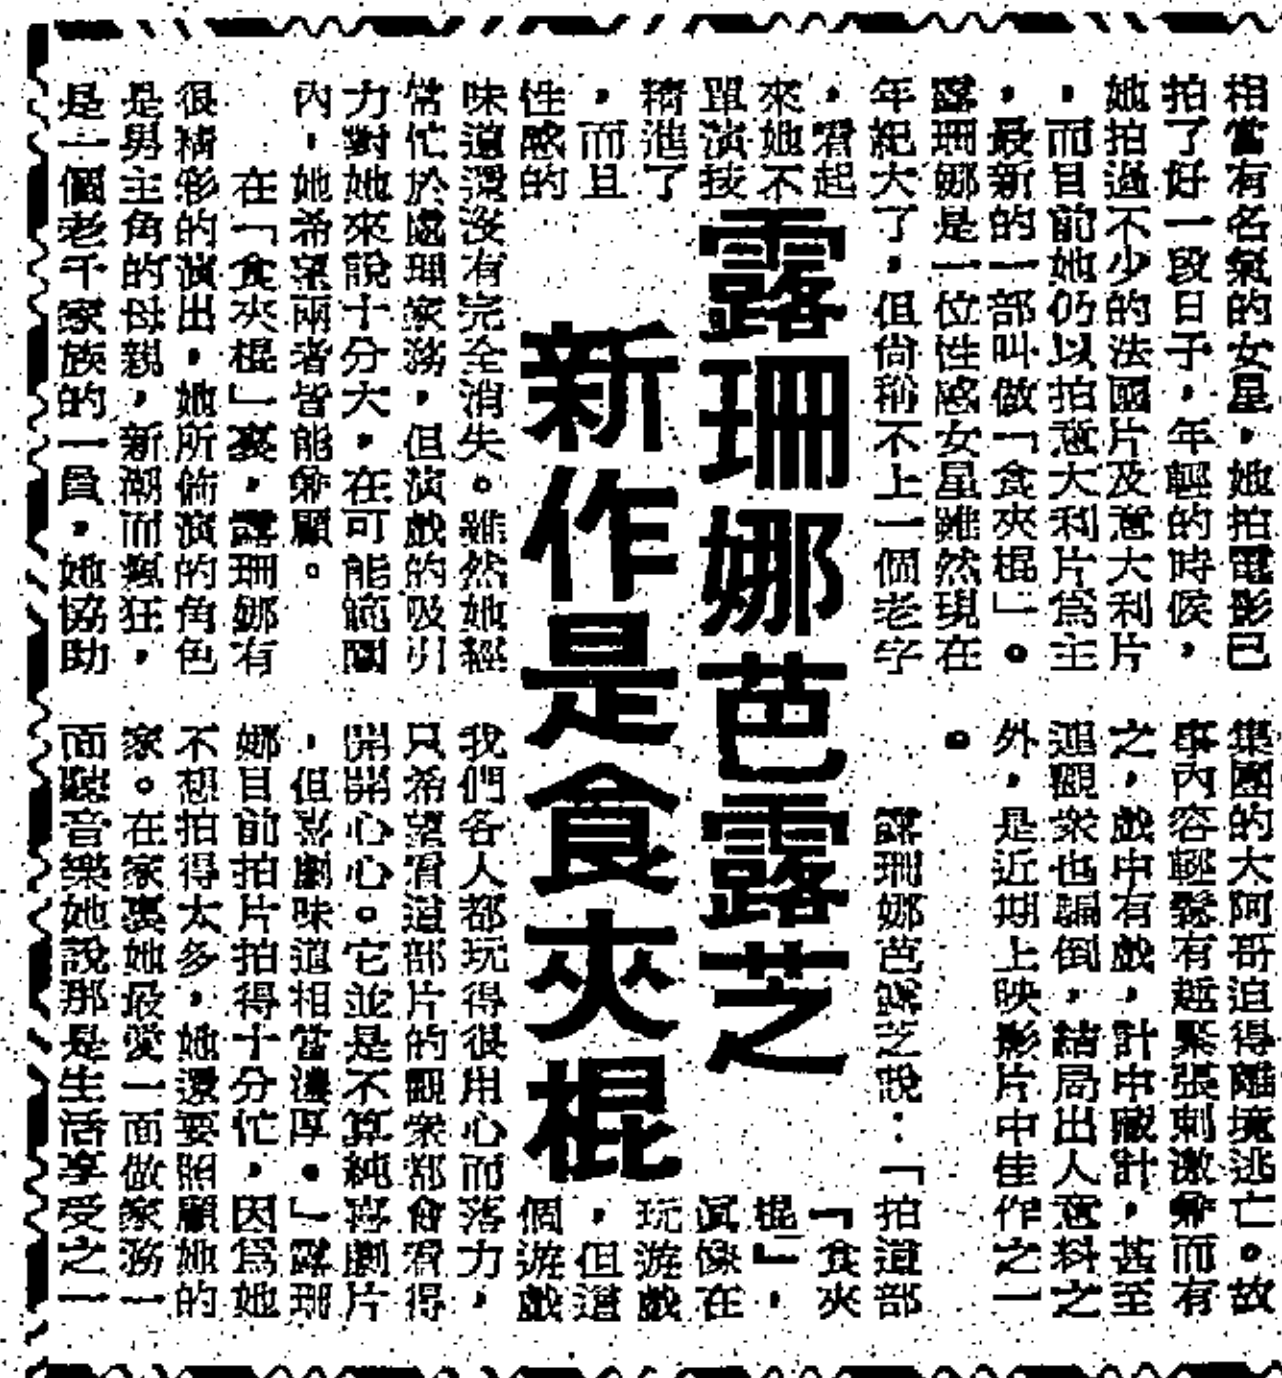 露珊娜芭露芝
新作是食夾棍
相當有名氣的女星，她拍電影已
拍了好一段日子，年輕的時候，
她拍過不少的法國片及意大利片
，而目前她仍以拍意大利片爲主
，最新的一部叫做「食夾棍」。
露珊娜是一位性感女星雖然現在
年紀大了，但尙稱不上一個老字
，看起
來她不
單演技
精進了
，而且
性感的
味道還沒有完全消失。雖然她經
常忙於處理家務，但演戲的吸引
力對她來說十分大，在可能範圍
內，她希望兩者皆能兼顧。
在「食夾棍」裏，露珊娜有
很精彩的演出，她所飾演的角色
是男主角的母親，新潮而瘋狂，
是一個老千家族的一員，她協助
集團的大阿哥迫得離境逃亡。故
事內容輕鬆有趣緊張刺激兼而有
之，戲中有戲，計中藏計，甚至
連觀衆也騙倒，結局出人意料之
外，是近期上映影片中佳作之一
。
露珊娜芭露芝說：「拍這部
「食夾
棍」，
眞像在
玩游戲
，但這
個游戲
我們各人都玩得很用心而落力，
只希望看這部片的觀衆都會看得
開開心心。它並是不算純喜劇片
，但喜劇味道相當濃厚。」露珊
娜目前拍片拍得十分忙，因爲她
不想拍得太多，她還要照顧她的
家。在家裏她最愛一面做家務一
面聽音樂她說那是生活享受之一